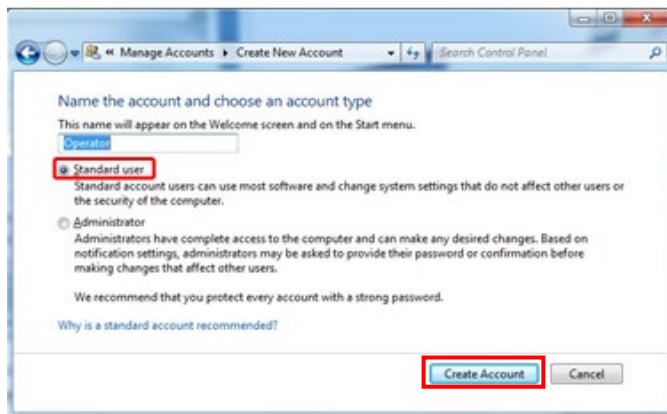 « Manage Accounts ▸ Create New Account
Search Control Panel
Name the account and choose an account type
This name will appear on the Welcome screen and on the Start menu.
Operator
Standard user
Standard account users can use most software and change system settings that do not affect other users or
the security of the computer.
Administrator
Administrators have complete access to the computer and can make any desired changes. Based on
notification settings, administrators may be asked to provide their password or confirmation before
making changes that affect other users.
We recommend that you protect every account with a strong password.
Why is a standard account recommended?
Create Account
Cancel